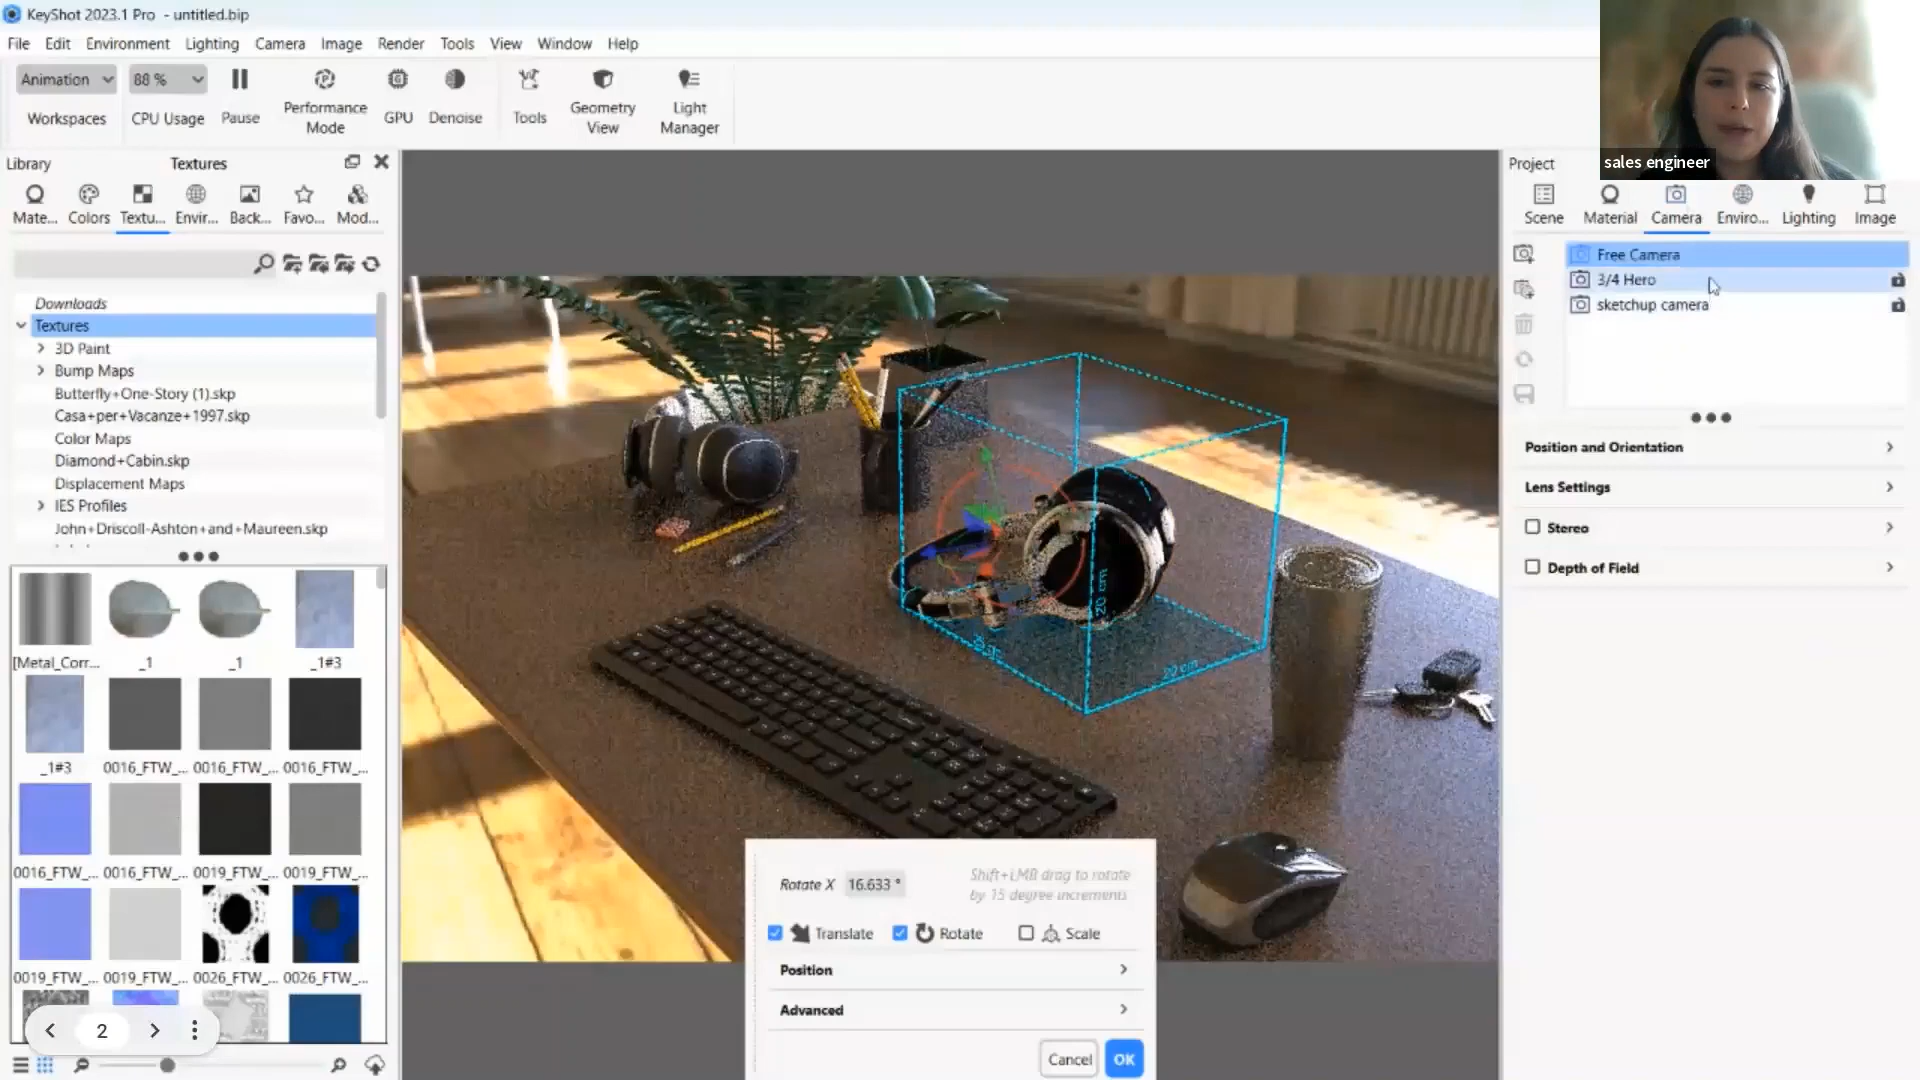 KeyShot 2023.1 Pro - untitled.bip
File Edit Environment Lighting Camera Image Render Tools View Window Help
Animation 88 %
Workspaces CPU Usage Pause Performance Mode GPU Denoise Tools Geometry View Light Manager
sales engineer
Library Textures
Mate... Colors Textu... Envir... Back... Favo... Mod...
Downloads
Textures
3D Paint
Bump Maps
Butterfly+One-Story (1).skp
Casa+per+Vacanze+1997.skp
Color Maps
Diamond+Cabin.skp
Displacement Maps
IES Profiles
John+Driscoll-Ashton+and+Maureen.skp
[Metal_Corr... _1 _1 _1#3
_1#3 0016_FTW_... 0016_FTW_... 0016_FTW_...
0016_FTW_... 0016_FTW_... 0019_FTW_... 0019_FTW_...
0019_FTW_... 0019_FTW_... 0026_FTW_... 0026_FTW_...
2
20 cm
20 cm
Rotate X 16.633 °
Shift+LMB drag to rotate
by 15 degree increments
Translate Rotate Scale
Position
Advanced
Cancel OK
Project
Scene Material Camera Enviro... Lighting Image
Free Camera
3/4 Hero
sketchup camera
Position and Orientation
Lens Settings
Stereo
Depth of Field